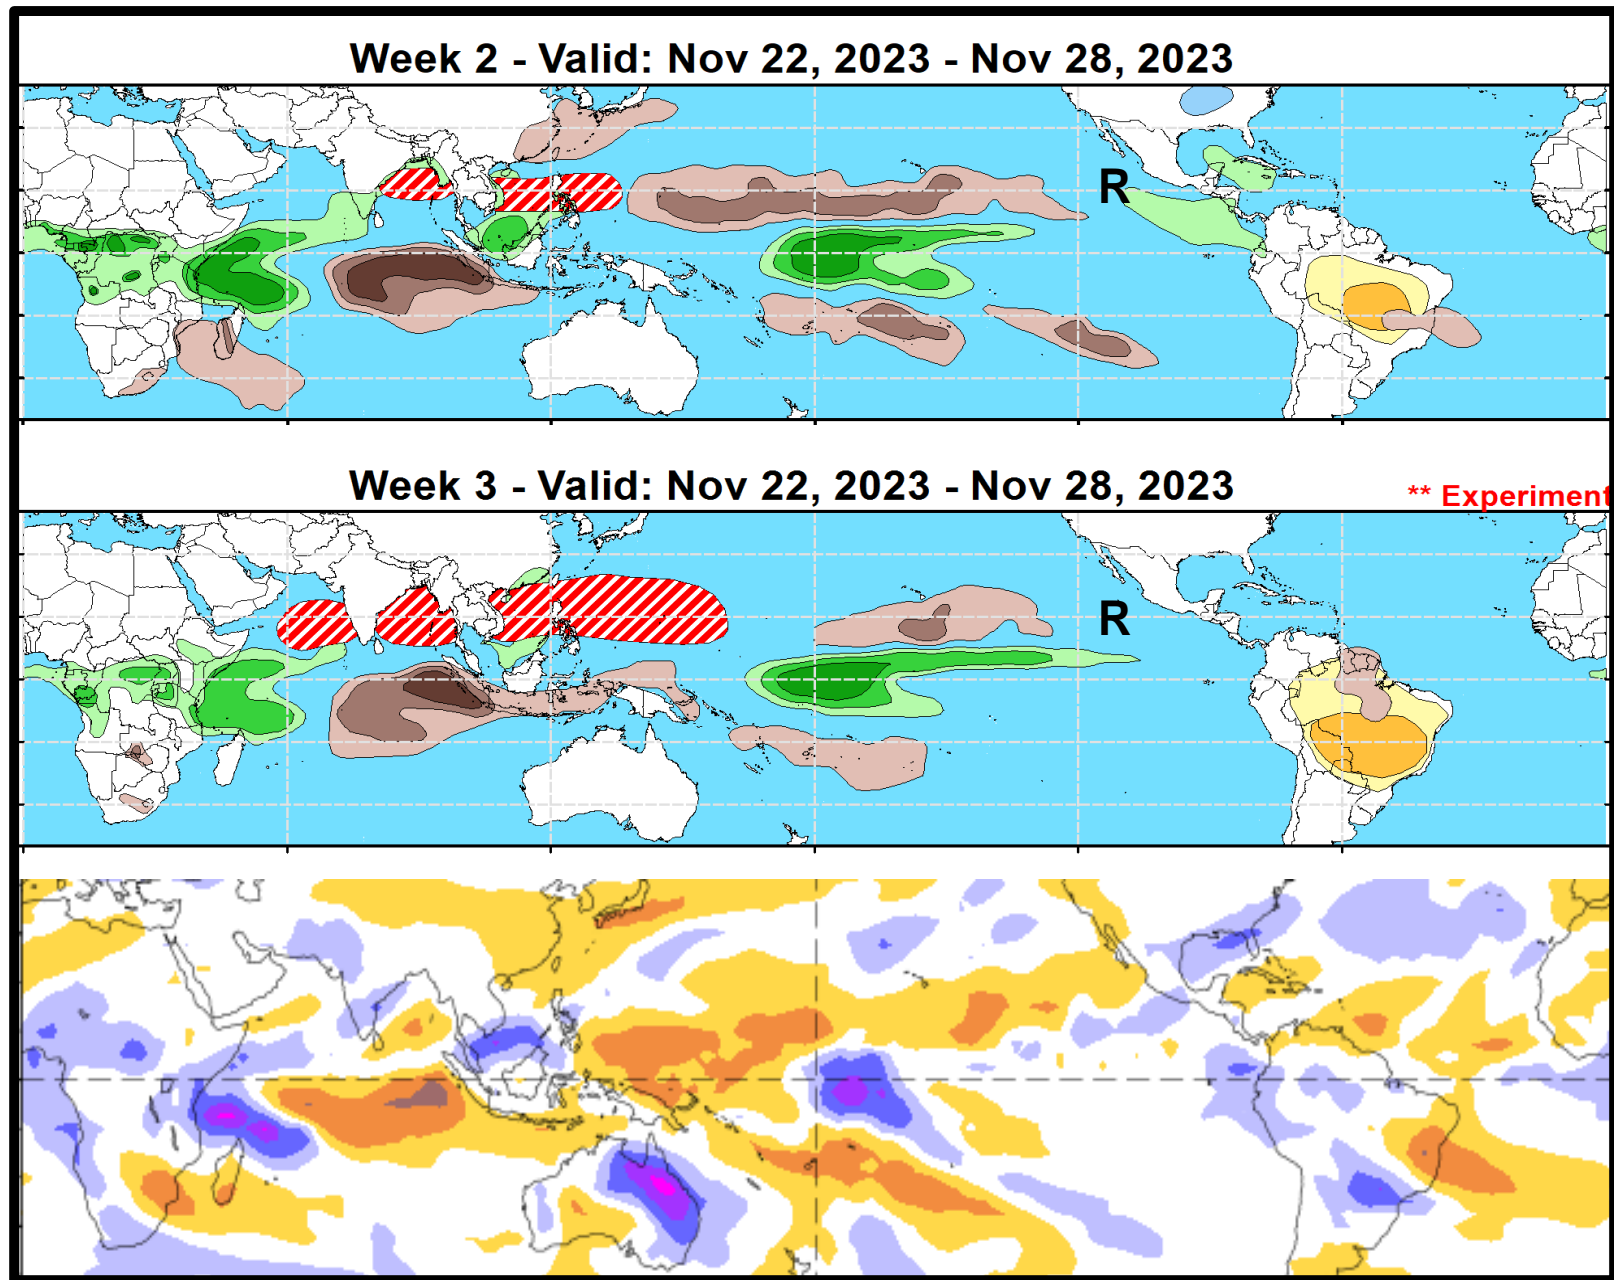 Week 2 - Valid: Nov 22, 2023 - Nov 28, 2023
R
Week 3 - Valid: Nov 22, 2023 - Nov 28, 2023
** Experiment
R